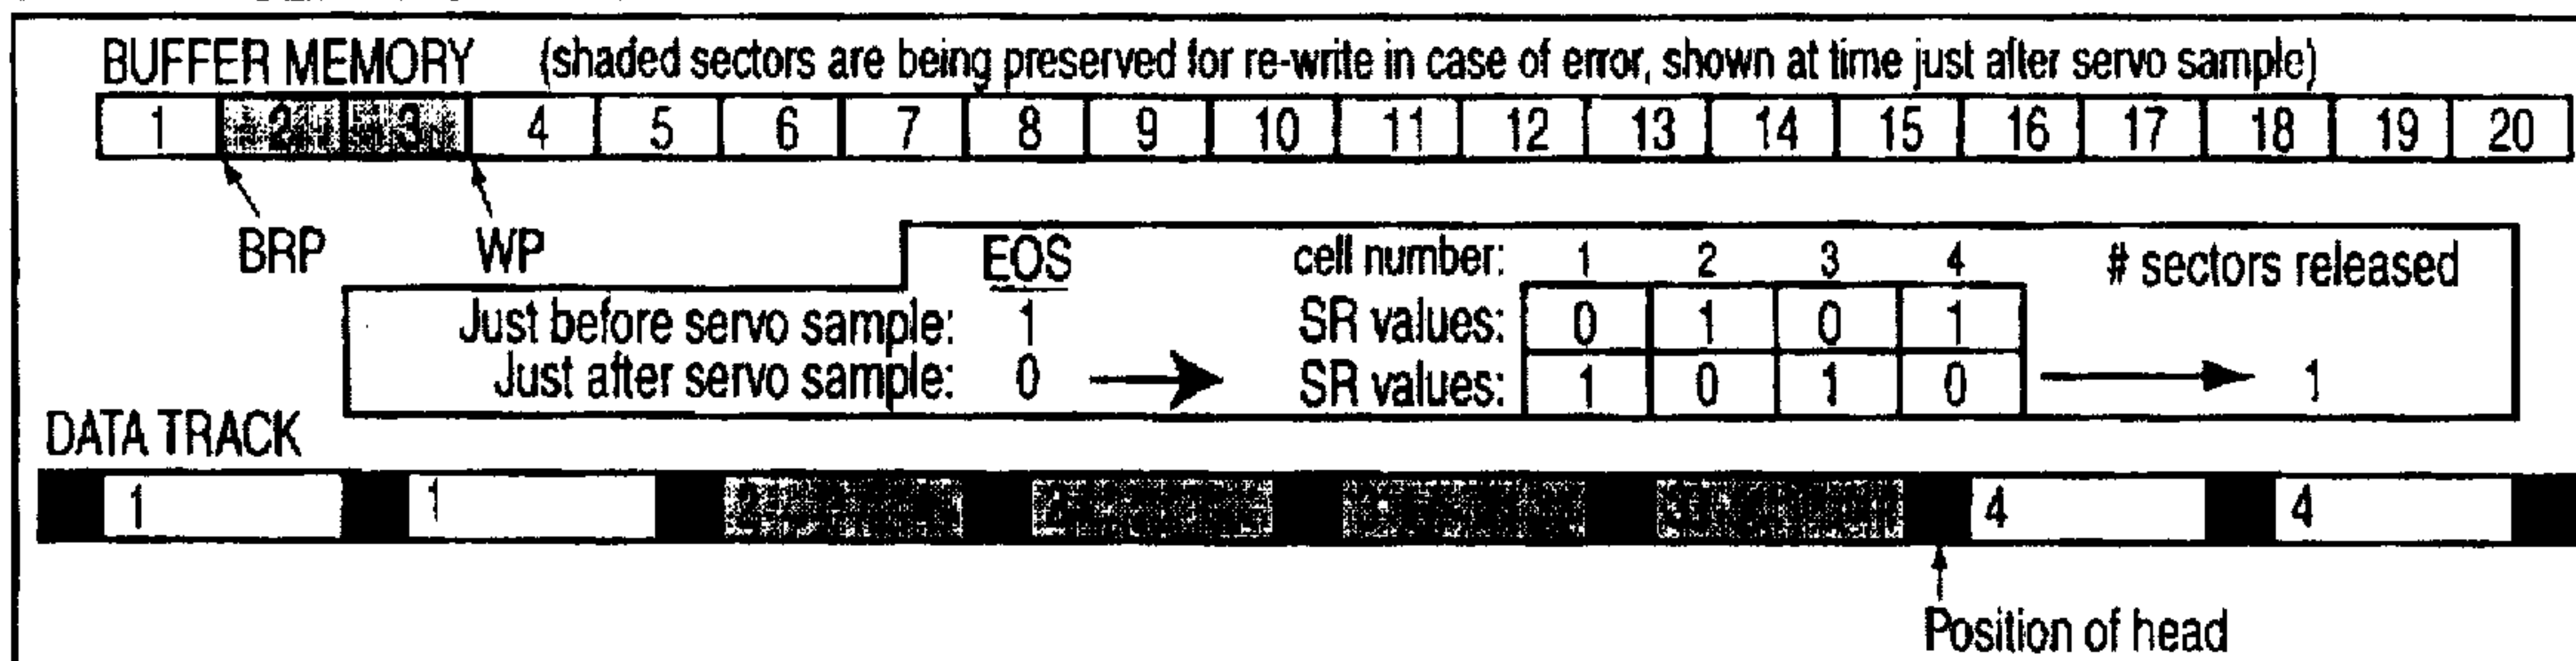 BUFFER MEMORY (shaded sectors are being preserved for re-write in case of error, shown at time just after servo sample)
1 2 3 4 5 6 7 8 9 10 11 12 13 14 15 16 17 18 19 20
BRP WP EOS cell number: 1 2 3 4 # sectors released
Just before servo sample: 1 SR values: 0 1 0 1
Just after servo sample: 0 SR values: 1 0 1 0 1
DATA TRACK
1 1 2 3 4 4
Position of head